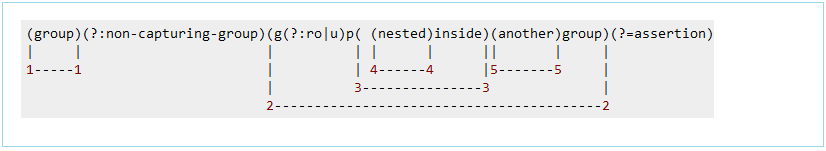 (group)(?:non-capturing-group)(g(?:ro|u)p( (nested)inside)(another)group)(?=assertion)
|     |                       |          | |      |      ||       |     |
1-----1                       |          | 4------4      |5-------5     |
                              |          3---------------3              |
                              2-----------------------------------------2